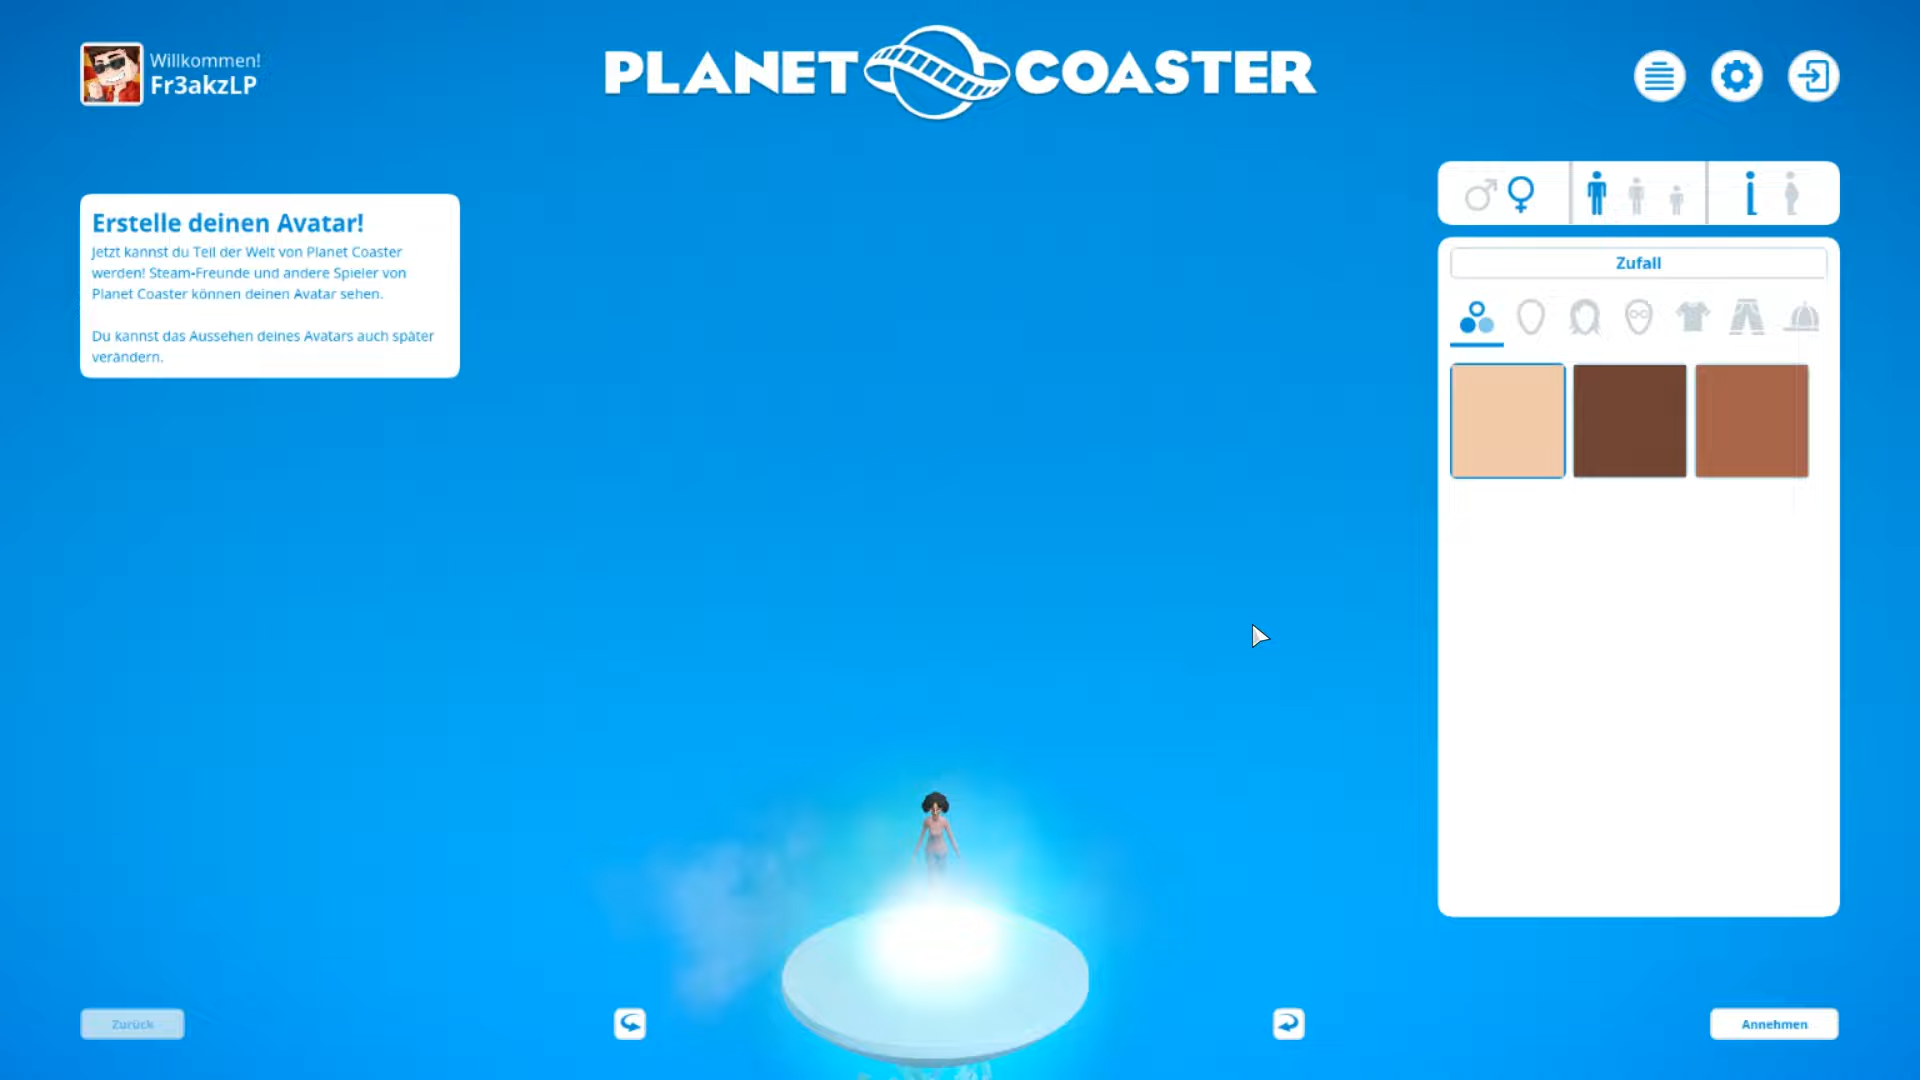 Willkommen!
Fr3akzLP
PLANET COASTER
Erstelle deinen Avatar!
Jetzt kannst du Teil der Welt von Planet Coaster
werden! Steam-Freunde und andere Spieler von
Planet Coaster können deinen Avatar sehen.
Du kannst das Aussehen deines Avatars auch später
verändern.
Zufall
Zurück
Annehmen